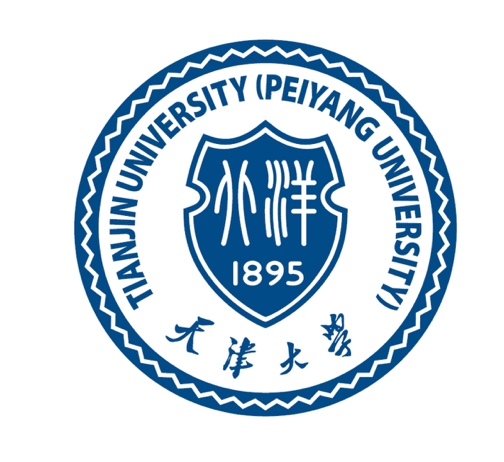 TIANJIN UNIVERSITY (PEIYANG UNIVERSITY)
北洋
1895
天津大学